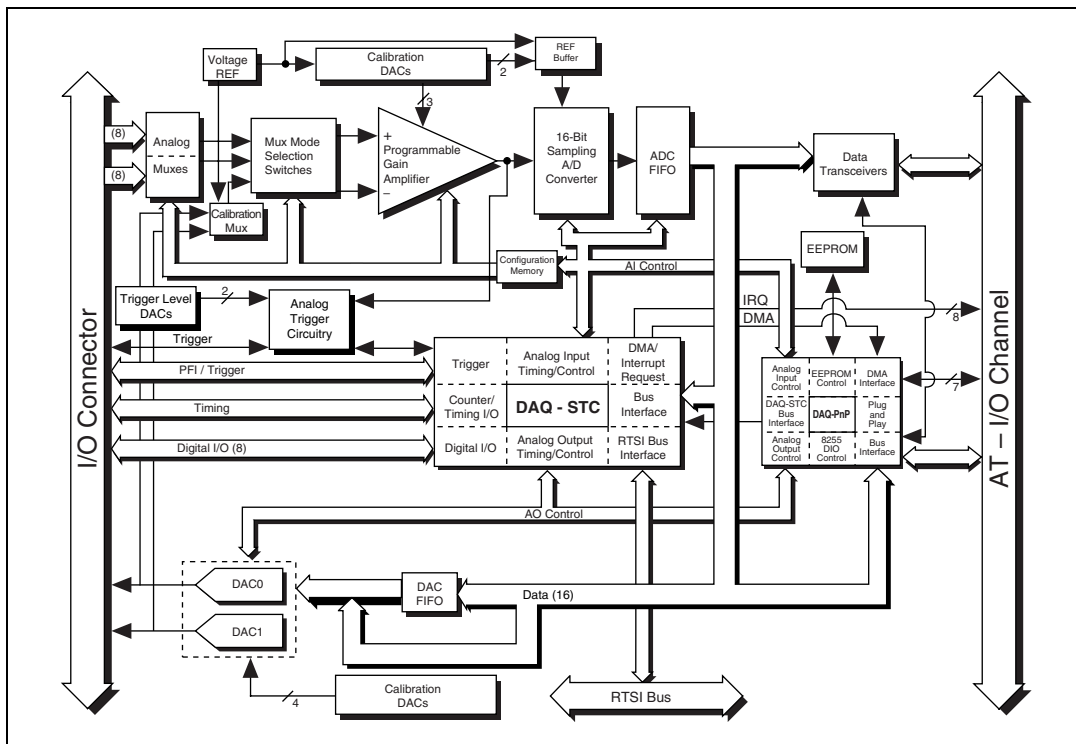 Voltage
REF
Calibration
DACs
2
REF
Buffer
3
(8)
(8)
Analog
Muxes
Mux Mode
Selection
Switches
+
Programmable
Gain
Amplifier
–
16-Bit
Sampling
A/D
Converter
ADC
FIFO
Data
Transceivers
Calibration
Mux
Configuration
Memory
AI Control
EEPROM
Trigger Level
DACs
2
Analog
Trigger
Circuitry
IRQ
DMA
8
Trigger
PFI / Trigger
Timing
Digital I/O (8)
Trigger
Analog Input
Timing/Control
DMA/
Interrupt
Request
Counter/
Timing I/O
DAQ - STC
Bus
Interface
Digital I/O
Analog Output
Timing/Control
RTSI Bus
Interface
Analog
Input
Control
EEPROM
Control
DMA
Interface
DAQ-STC
Bus
Interface
DAQ-PnP
Plug
and
Play
Analog
Output
Control
8255
DIO
Control
Bus
Interface
7
I/O Connector
AT – I/O Channel
AO Control
DAC0
DAC1
DAC
FIFO
Data (16)
4
Calibration
DACs
RTSI Bus